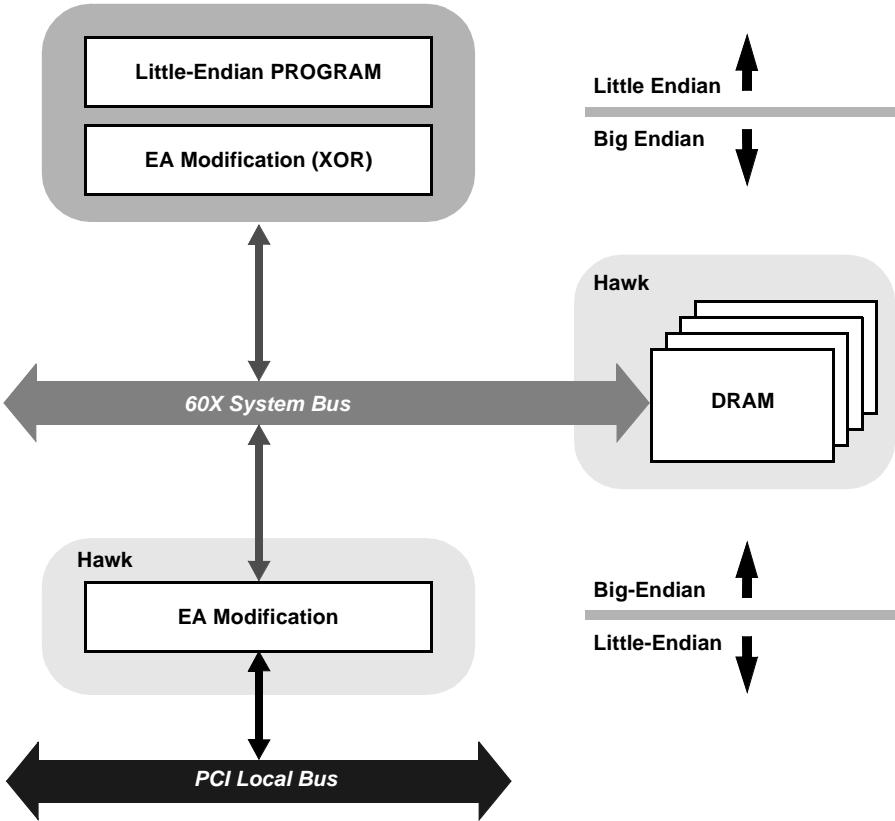 Little-Endian PROGRAM
EA Modification (XOR)
Little Endian
Big Endian
Hawk
DRAM
60X System Bus
Hawk
EA Modification
Big-Endian
Little-Endian
PCI Local Bus